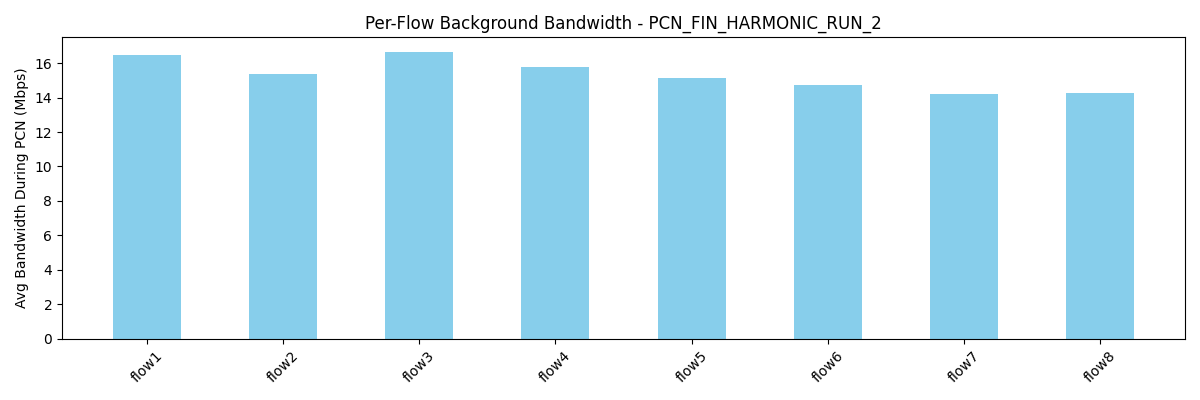 Per-Flow Background Bandwidth - PCN_FIN_HARMONIC_RUN_2
Avg Bandwidth During PCN (Mbps)
16
14
12
10
8
6
4
2
0
flow1
flow2
flow3
flow4
flow5
flow6
flow7
flow8